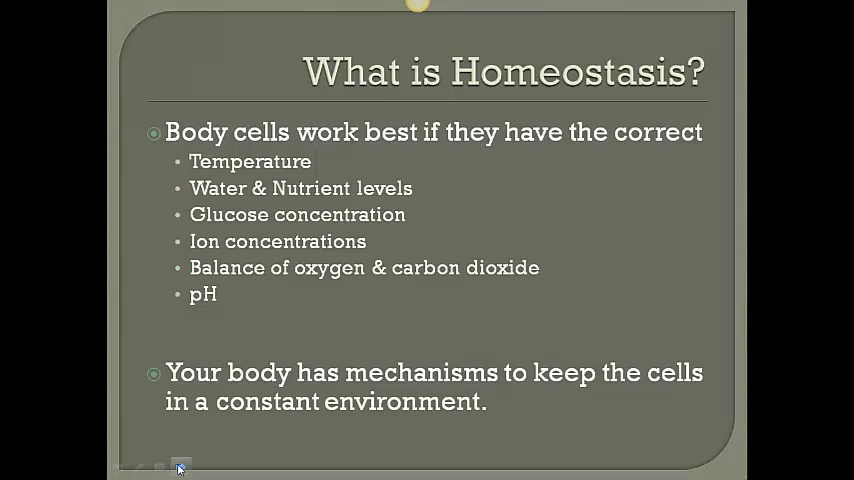 What is Homeostasis?
Body cells work best if they have the correct
Temperature
Water & Nutrient levels
Glucose concentration
Ion concentrations
Balance of oxygen & carbon dioxide
pH
Your body has mechanisms to keep the cells
in a constant environment.